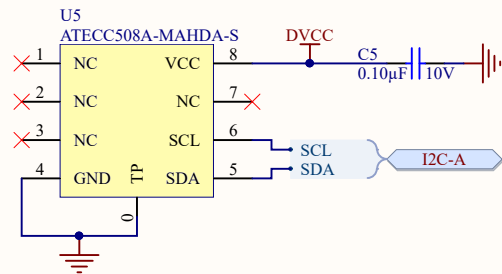 U5
ATECC508A-MAHDA-S
DVCC
C5
0.10µF 10V
1 NC VCC 8
2 NC NC 7
3 NC SCL 6
4 GND SDA 5
TP
0
SCL
SDA
I2C-A